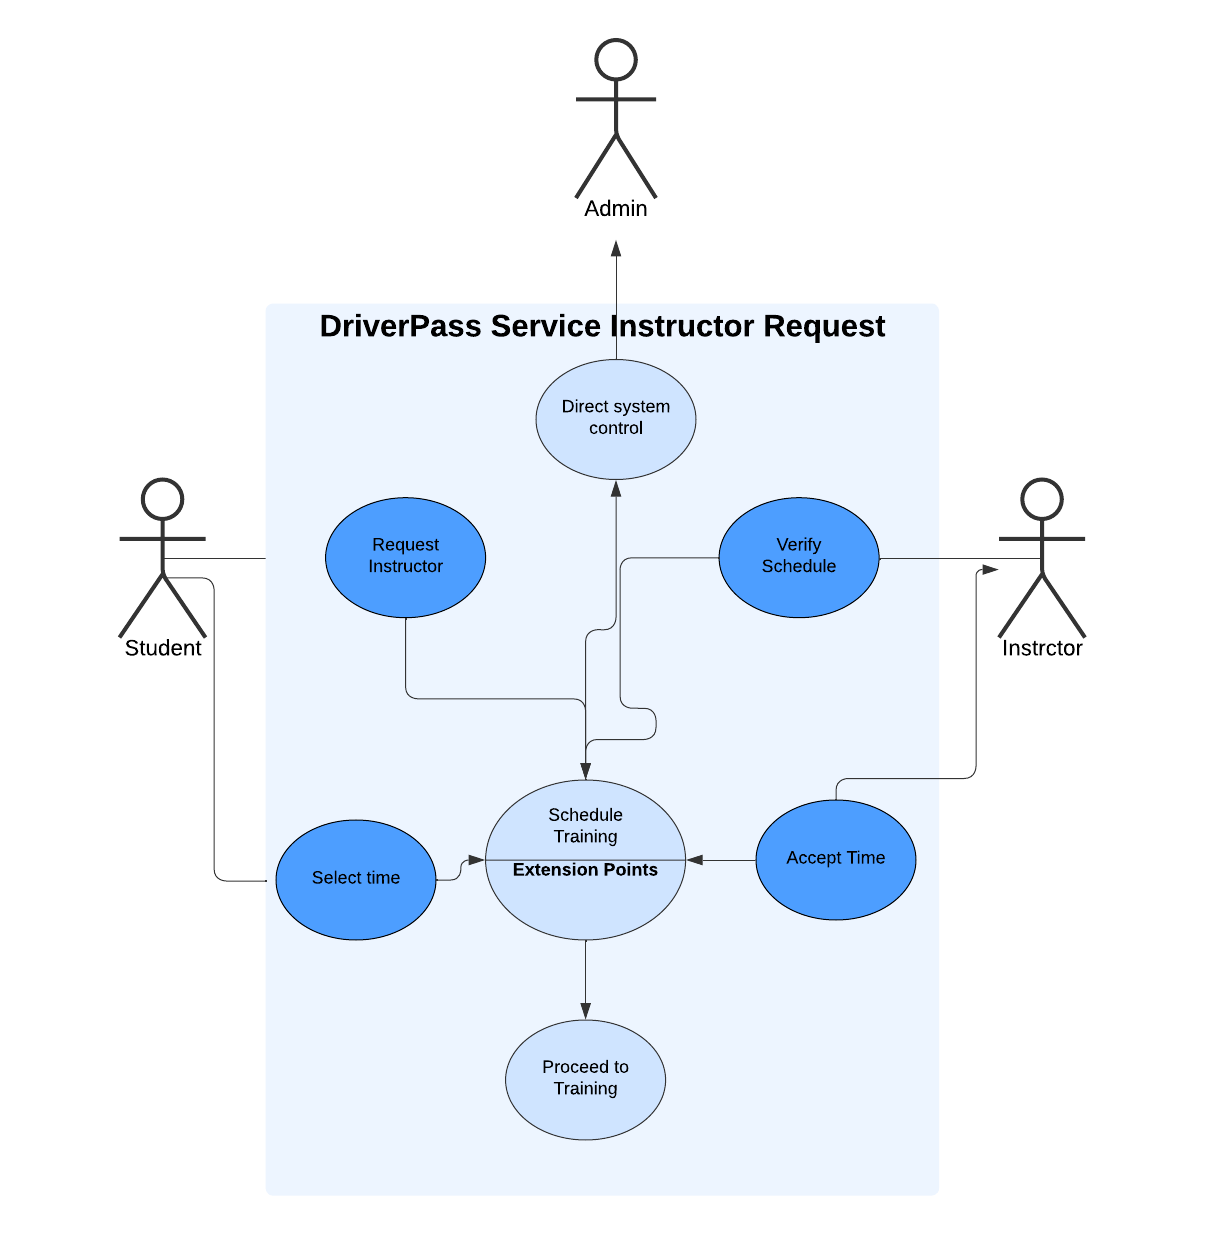 Admin
DriverPass Service Instructor Request
Direct system
control
Request
Instructor
Verify
Schedule
Student
Instrctor
Schedule
Training
Extension Points
Select time
Accept Time
Proceed to
Training